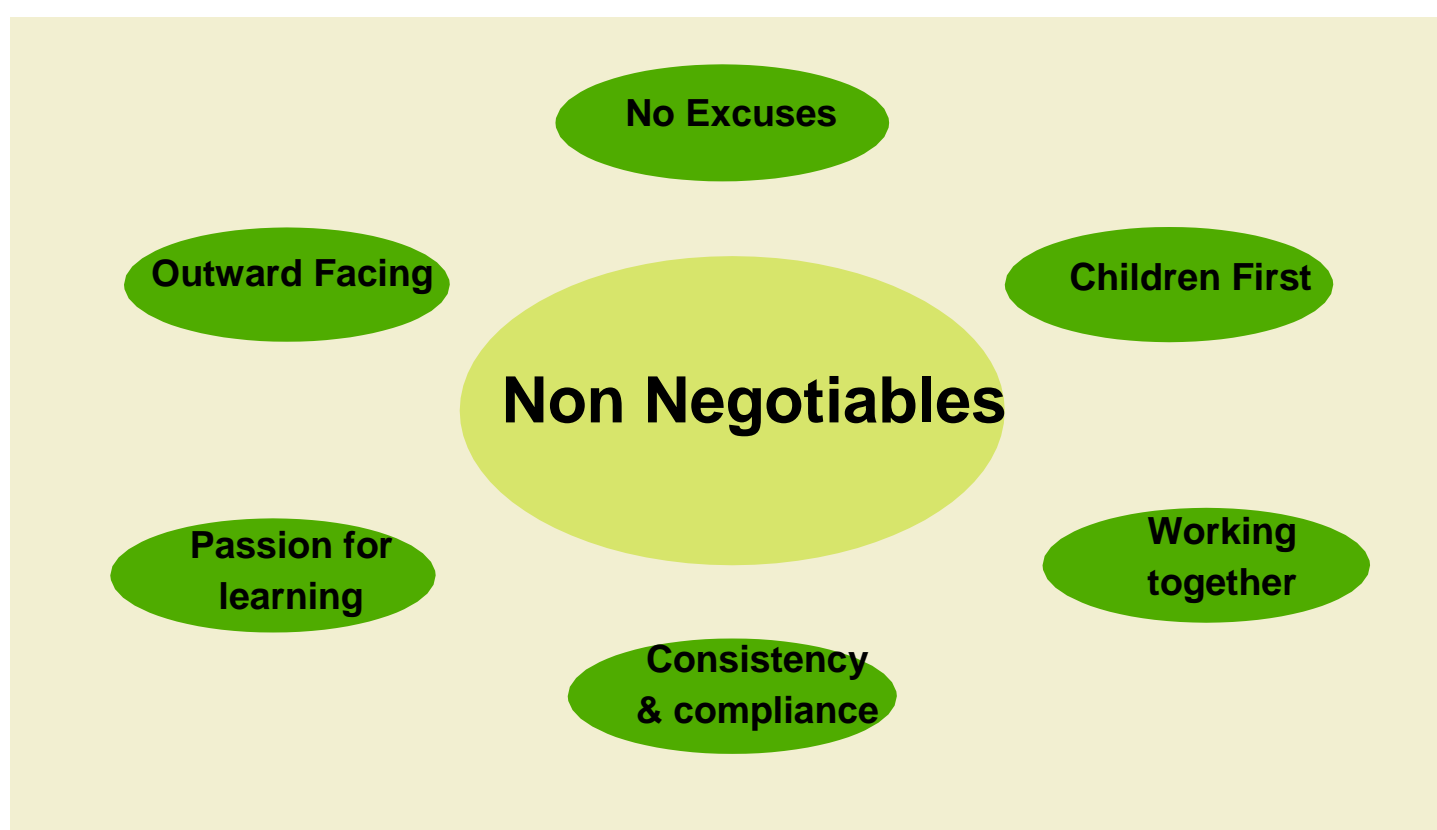 No Excuses
Outward Facing
Children First
Non Negotiables
Passion for
learning
Working
together
Consistency
& compliance